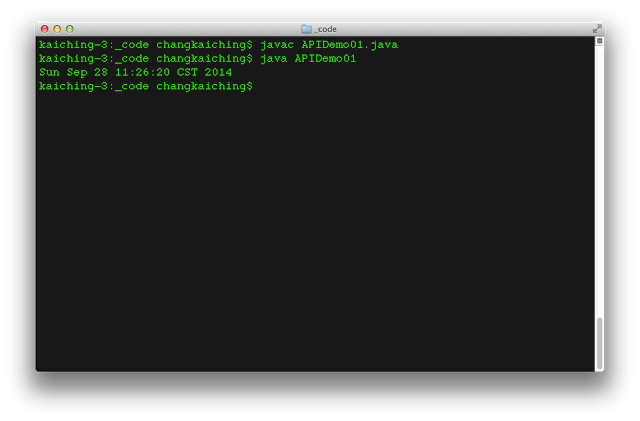 _code
kaiching-3:_code changkaiching$ javac APIDemo01.java
kaiching-3:_code changkaiching$ java APIDemo01
Sun Sep 28 11:26:20 CST 2014
kaiching-3:_code changkaiching$